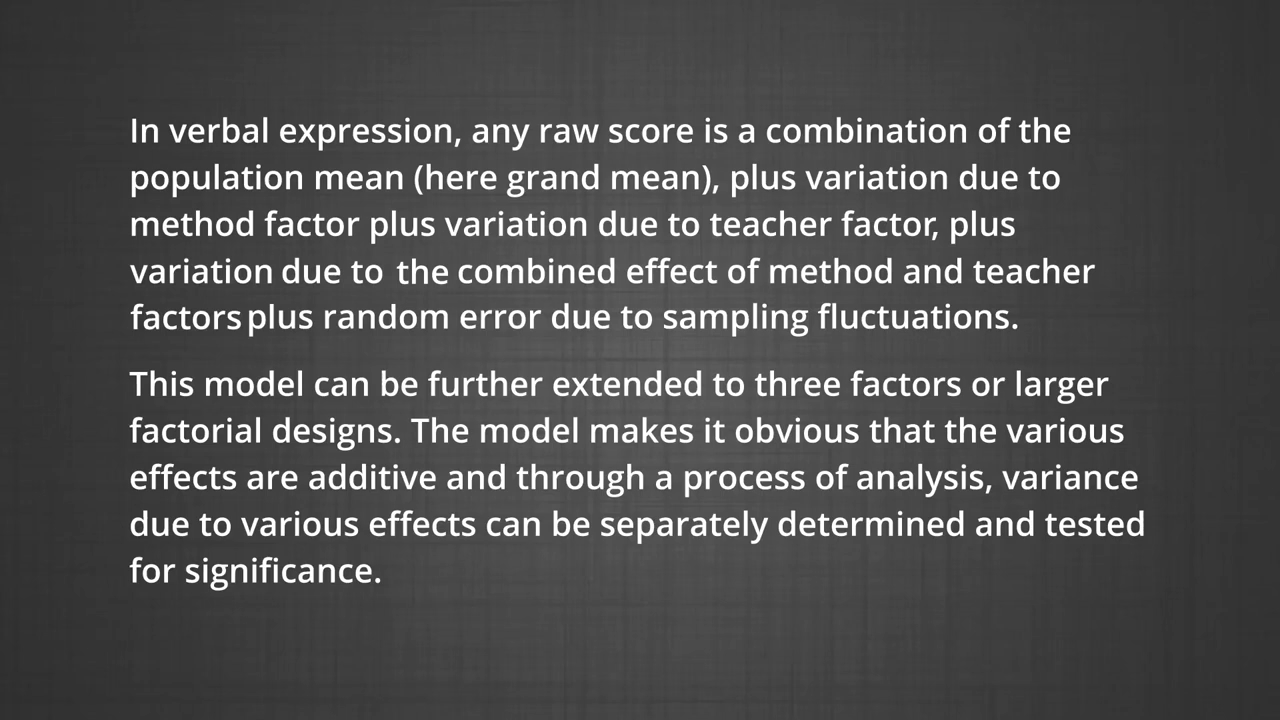 In verbal expression, any raw score is a combination of the
population mean (here grand mean), plus variation due to
method factor plus variation due to teacher factor, plus
variation due to the combined effect of method and teacher
factors plus random error due to sampling fluctuations.
This model can be further extended to three factors or larger
factorial designs. The model makes it obvious that the various
effects are additive and through a process of analysis, variance
due to various effects can be separately determined and tested
for significance.